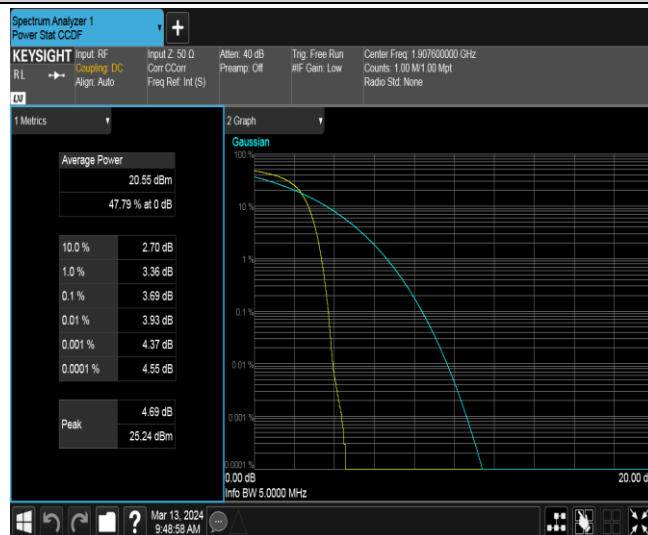 Spectrum Analyzer 1
Power Stat CCDF
+
KEYSIGHT
RL
LXI
Input: RF
Coupling: DC
Align: Auto
Input Z: 50 Ω
Corr CCorr
Freq Ref: Int (S)
Atten: 40 dB
Preamp: Off
Trig: Free Run
#IF Gain: Low
Center Freq: 1.907600000 GHz
Counts: 1.00 M/1.00 Mpt
Radio Std: None
1 Metrics
Average Power
20.55 dBm
47.79 % at 0 dB
10.0 % 2.70 dB
1.0 % 3.36 dB
0.1 % 3.69 dB
0.01 % 3.93 dB
0.001 % 4.37 dB
0.0001 % 4.55 dB
Peak
4.69 dB
25.24 dBm
2 Graph
Gaussian
100 %
10 %
1 %
0.1 %
0.01 %
0.001 %
0.0001 %
0.00 dB
20.00 d
Info BW 5.0000 MHz
?
Mar 13, 2024
9:48:58 AM